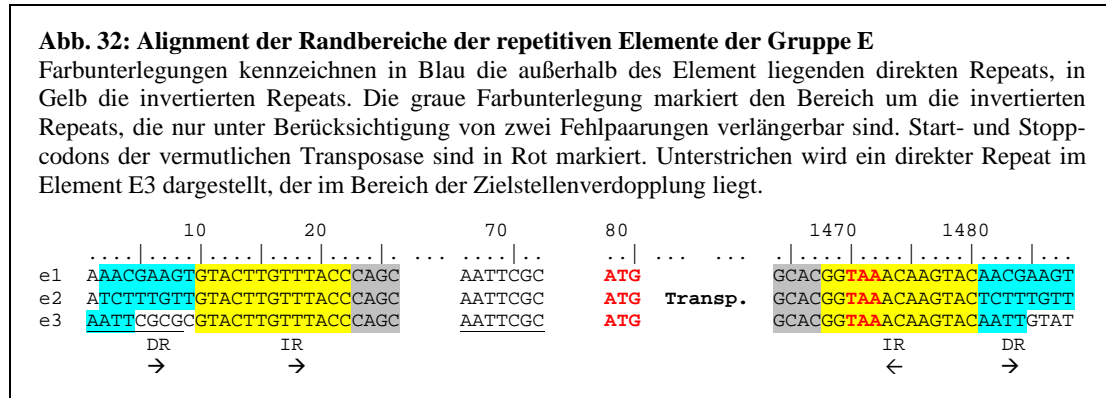 Abb. 32: Alignment der Randbereiche der repetitiven Elemente der Gruppe E
Farbunterlegungen kennzeichnen in Blau die außerhalb des Element liegenden direkten Repeats, in
Gelb die invertierten Repeats. Die graue Farbunterlegung markiert den Bereich um die invertierten
Repeats, die nur unter Berücksichtigung von zwei Fehlpaarungen verlängerbar sind. Start- und Stopp-
codons der vermutlichen Transposase sind in Rot markiert. Unterstrichen wird ein direkter Repeat im
Element E3 dargestellt, der im Bereich der Zielstellenverdopplung liegt.
10 20 70 80 1470 1480
....|....|....|....|....|. ...|... ..|. ... ... .|....|....|....|....|...
e1 AAACGAAGTGTACTTGTTTACCCAGC AATTCGC ATG GCACGGTAAACAAGTACAACGAAGT
e2 ATCTTTGTTGTACTTGTTTACCCAGC AATTCGC ATG Transp. GCACGGTAAACAAGTACTCTTTGTT
e3 AATTCGCGCGTACTTGTTTACCCAGC AATTCGC ATG GCACGGTAAACAAGTACAATTGTAT
DR IR IR DR
→ → ← →